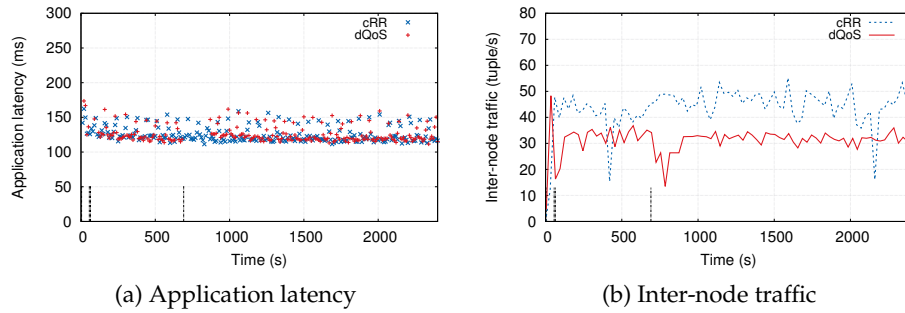 300
250
200
150
100
50
0
Application latency (ms)
cRR
dQoS
0 500 1000 1500 2000
Time (s)
(a) Application latency
80
70
60
50
40
30
20
10
0
Inter-node traffic (tuple/s)
cRR
dQoS
0 500 1000 1500 2000
Time (s)
(b) Inter-node traffic